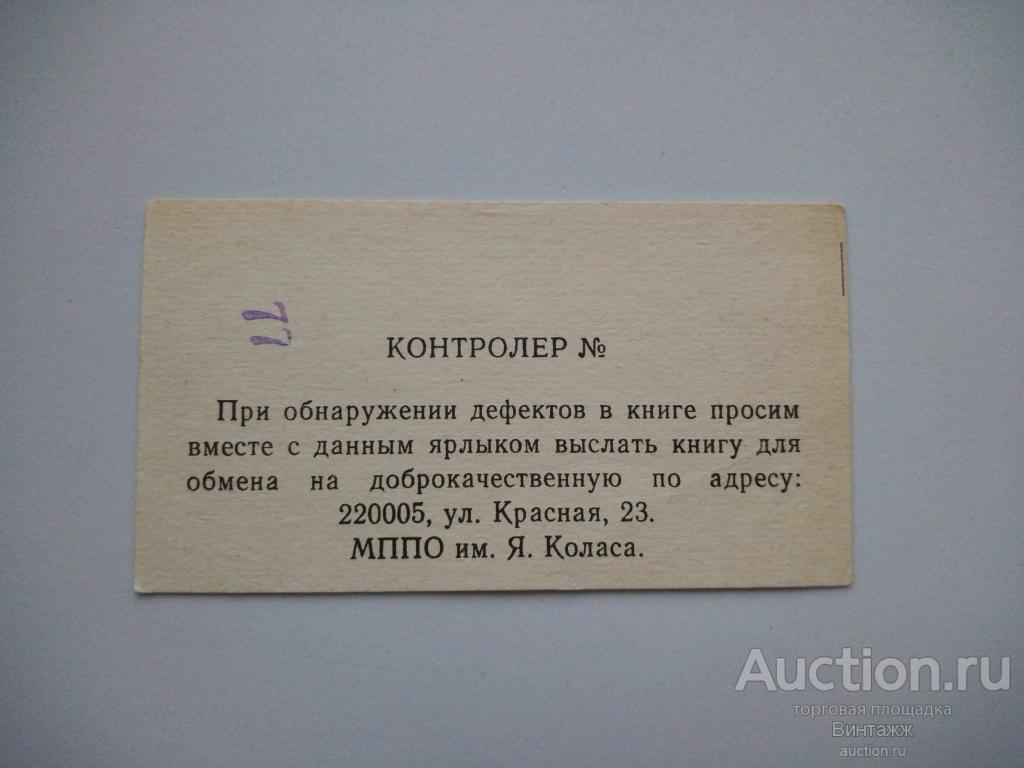 77
КОНТРОЛЕР №
При обнаружении дефектов в книге просим
вместе с данным ярлыком выслать книгу для
обмена на доброкачественную по адресу:
220005, ул. Красная, 23.
МППО им. Я. Коласа.
Auction.ru
торговая площадка
Винтажж
auction.ru